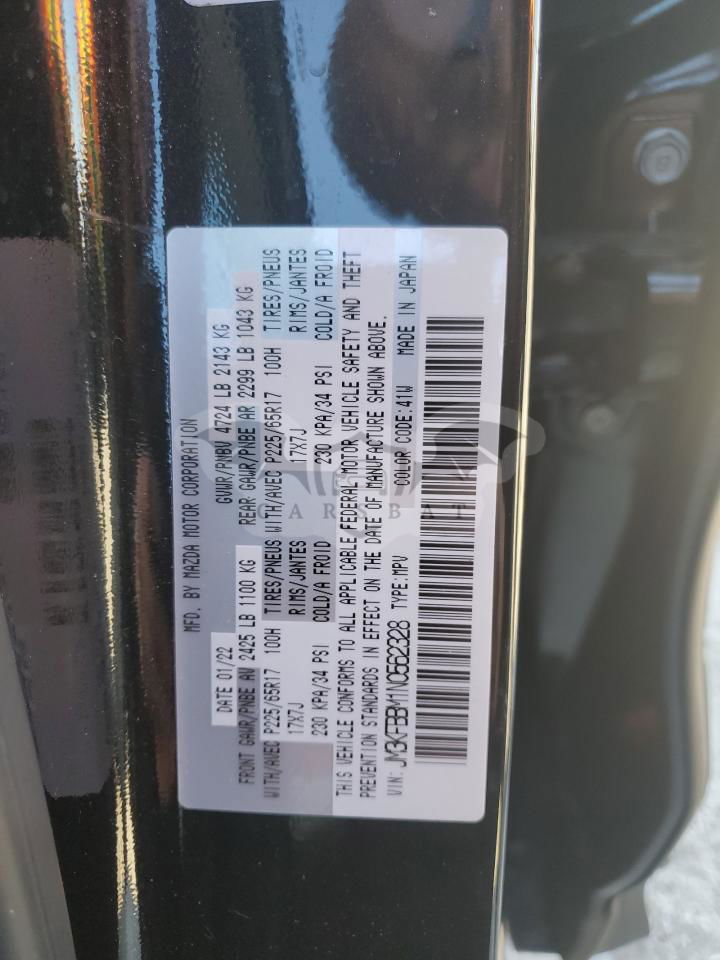 MFD. BY MAZDA MOTOR CORPORATION
DATE 01/22 GVWR/PNBV 4724 LB 2143 KG
FRONT GAWR/PNBE AV 2425 LB 1100 KG REAR GAWR/PNBE AR 2299 LB 1043 KG
WITH/AVEC P225/65R17 100H TIRES/PNEUS WITH/AVEC P225/65R17 100H TIRES/PNEUS
17X7J RIMS/JANTES 17X7J RIMS/JANTES
230 KPA/34 PSI COLD/A FROID 230 KPA/34 PSI COLD/A FROID
THIS VEHICLE CONFORMS TO ALL APPLICABLE FEDERAL MOTOR VEHICLE SAFETY AND THEFT
PREVENTION STANDARDS IN EFFECT ON THE DATE OF MANUFACTURE SHOWN ABOVE.
VIN: JM3KFBBM1N0562328 TYPE:MPV COLOR CODE:41W MADE IN JAPAN
CARSBAT